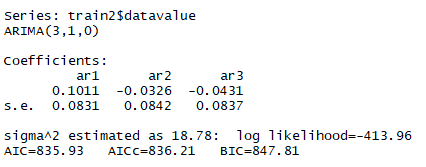 Series: train2$datavalue
ARIMA(3,1,0)
Coefficients:
ar1 ar2 ar3
0.1011 -0.0326 -0.0431
s.e. 0.0831 0.0842 0.0837
sigma^2 estimated as 18.78: log likelihood=-413.96
AIC=835.93 AICc=836.21 BIC=847.81